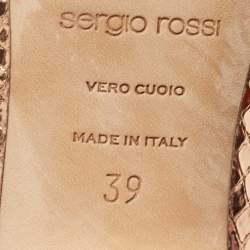 sergio rossi
VERO CUOIO
MADE IN ITALY
39